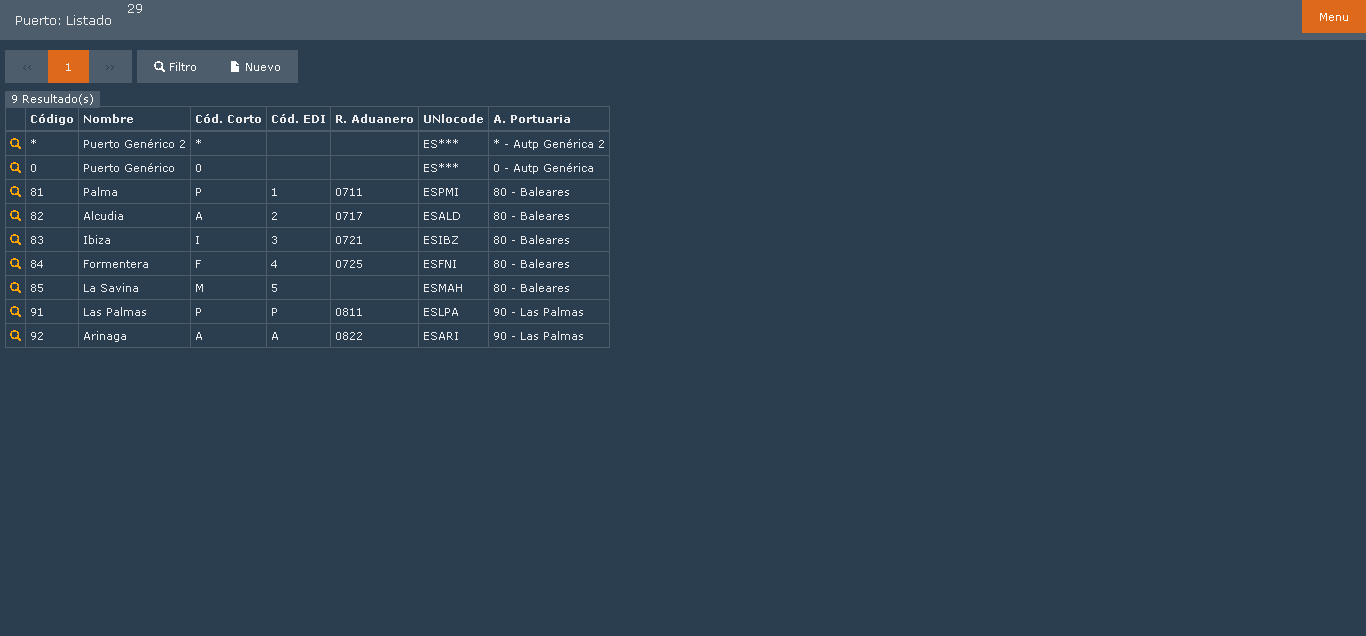 29
Puerto: Listado
Menu
<< 1 >> Filtro Nuevo
9 Resultado(s)
Código Nombre Cód. Corto Cód. EDI R. Aduanero UNlocode A. Portuaria
* Puerto Genérico 2 * ES*** * - Autp Genérica 2
0 Puerto Genérico 0 ES*** 0 - Autp Genérica
81 Palma P 1 0711 ESPMI 80 - Baleares
82 Alcudia A 2 0717 ESALD 80 - Baleares
83 Ibiza I 3 0721 ESIBZ 80 - Baleares
84 Formentera F 4 0725 ESFNI 80 - Baleares
85 La Savina M 5 ESMAH 80 - Baleares
91 Las Palmas P P 0811 ESLPA 90 - Las Palmas
92 Arinaga A A 0822 ESARI 90 - Las Palmas